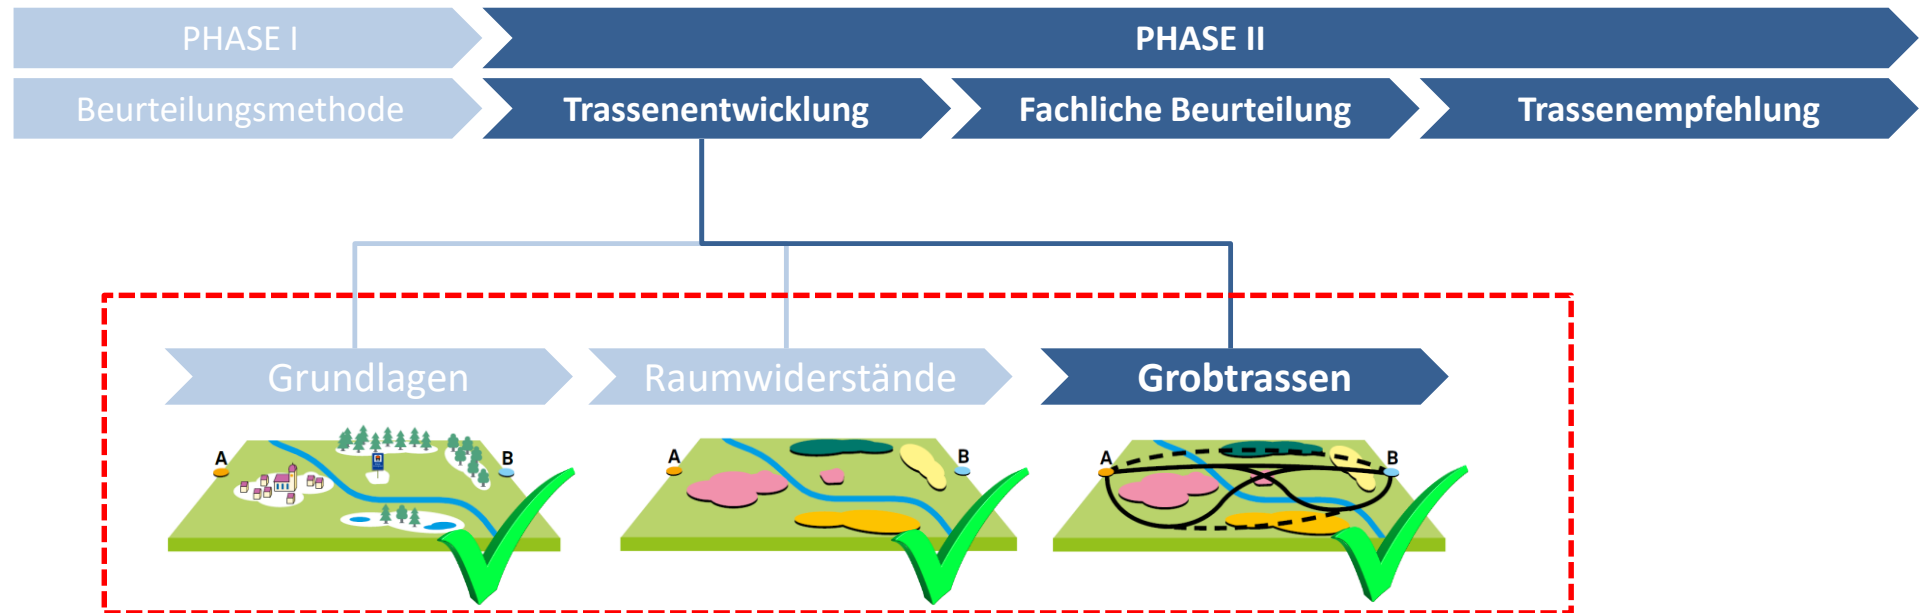 PHASE I
PHASE II
Beurteilungsmethode
Trassenentwicklung
Fachliche Beurteilung
Trassenempfehlung
Grundlagen
Raumwiderstände
Grobtrassen
A
B
A
B
A
B